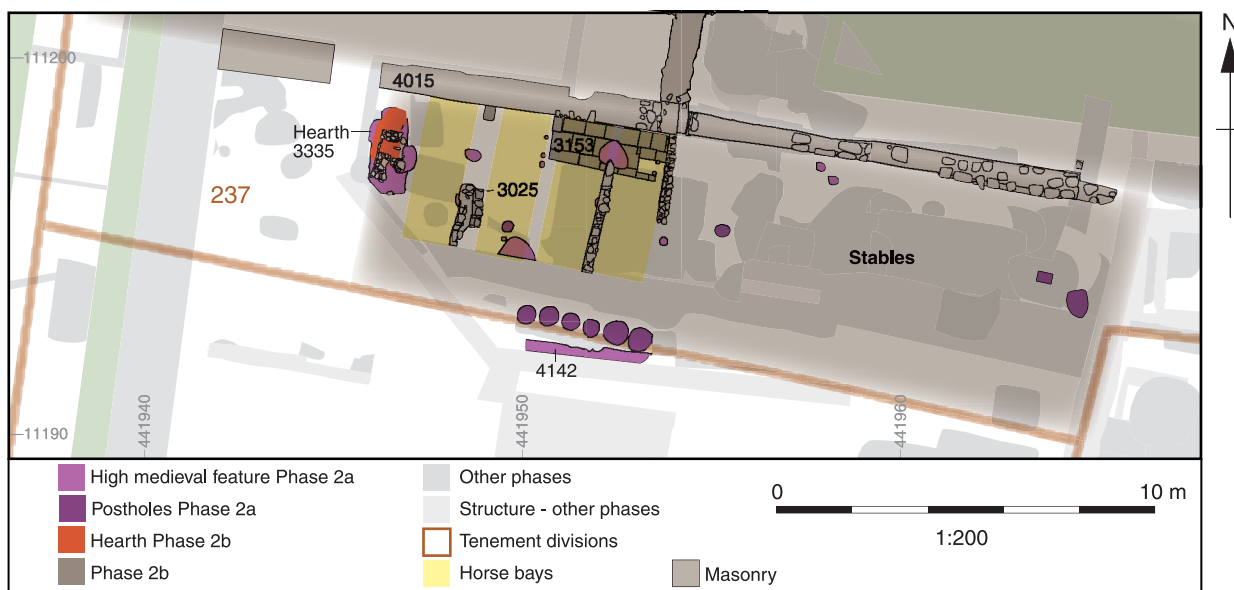 N
111200
4015
Hearth
3335
3153
3025
237
Stables
4142
11190
441940
441950
441960
High medieval feature Phase 2a
Postholes Phase 2a
Hearth Phase 2b
Phase 2b
Other phases
Structure - other phases
Tenement divisions
Horse bays
Masonry
0
10 m
1:200